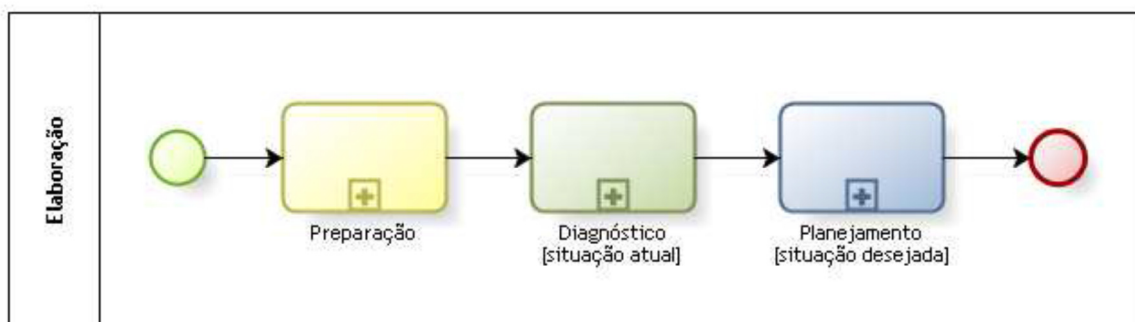 Elaboração
Preparação
Diagnóstico
[situação atual]
Planejamento
[situação desejada]